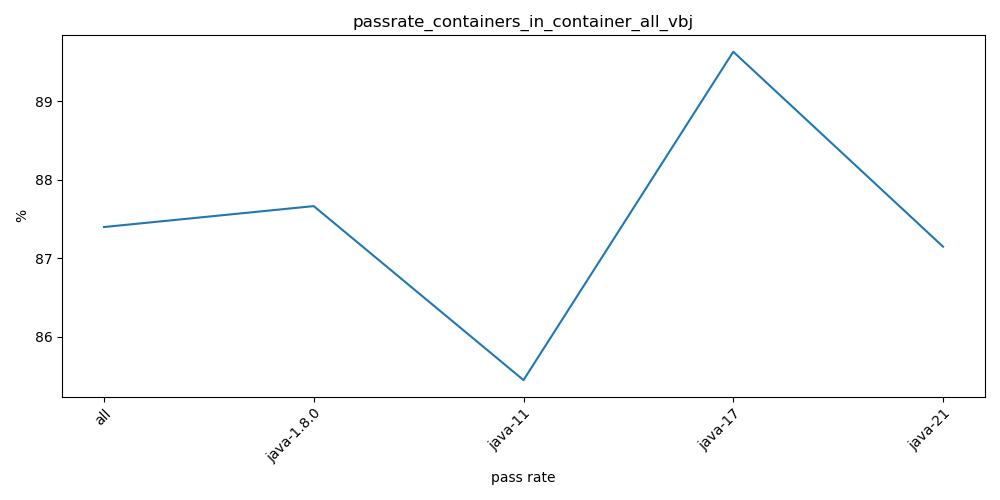 passrate_containers_in_container_all_vbj
%
89
88
87
86
all
java-1.8.0
java-11
java-17
java-21
pass rate